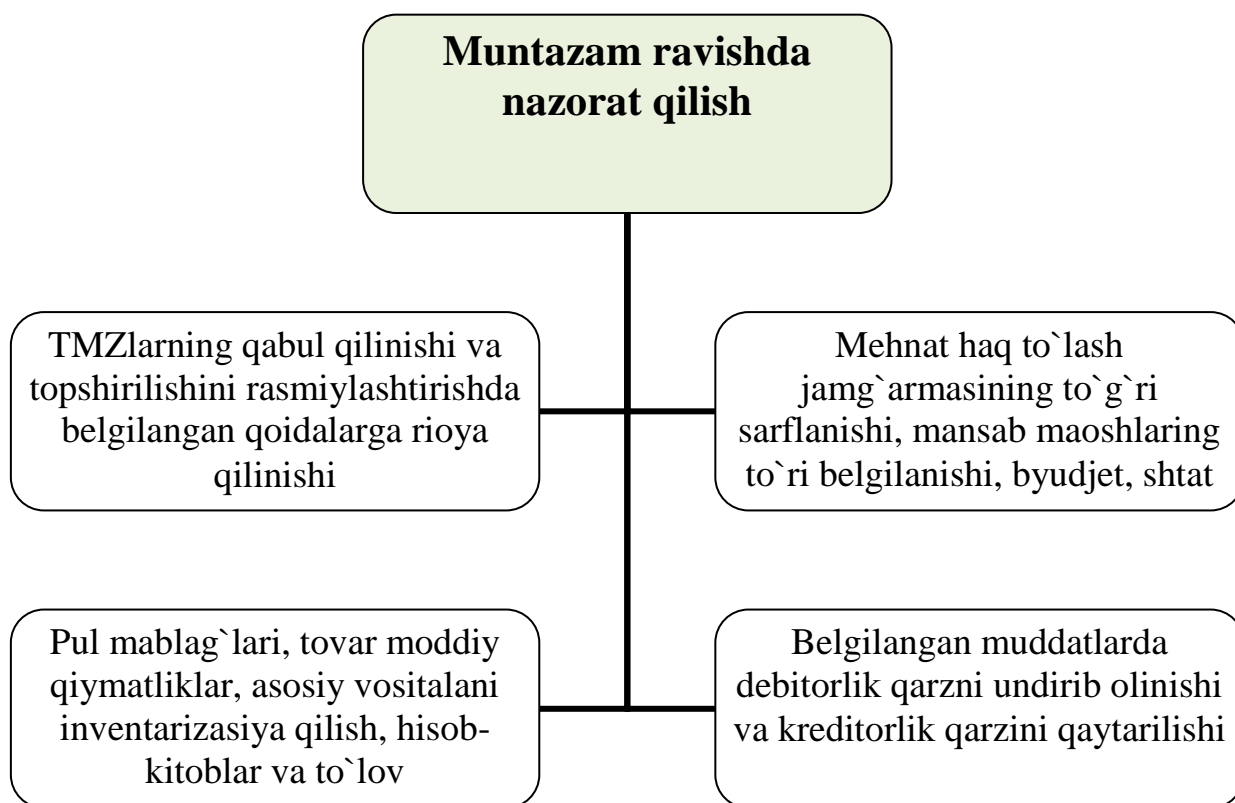 Muntazam ravishda
nazorat qilish
TMZlarning qabul qilinishi va
topshirilishini rasmiylashtirishda
belgilangan qoidalarga rioya
qilinishi
Mehnat haq to`lash
jamg`armasining to`g`ri
sarflanishi, mansab maoshlaring
to`ri belgilanishi, byudjet, shtat
Pul mablag`lari, tovar moddiy
qiymatliklar, asosiy vositalani
inventarizasiya qilish, hisob-
kitoblar va to`lov
Belgilangan muddatlarda
debitorlik qarzni undirib olinishi
va kreditorlik qarzini qaytarilishi